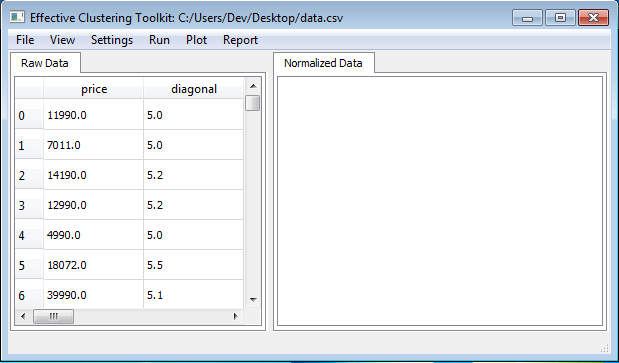 Effective Clustering Toolkit: C:/Users/Dev/Desktop/data.csv
File View Settings Run Plot Report
Raw Data Normalized Data
price diagonal
0 11990.0 5.0
1 7011.0 5.0
2 14190.0 5.2
3 12990.0 5.2
4 4990.0 5.0
5 18072.0 5.5
6 39990.0 5.1